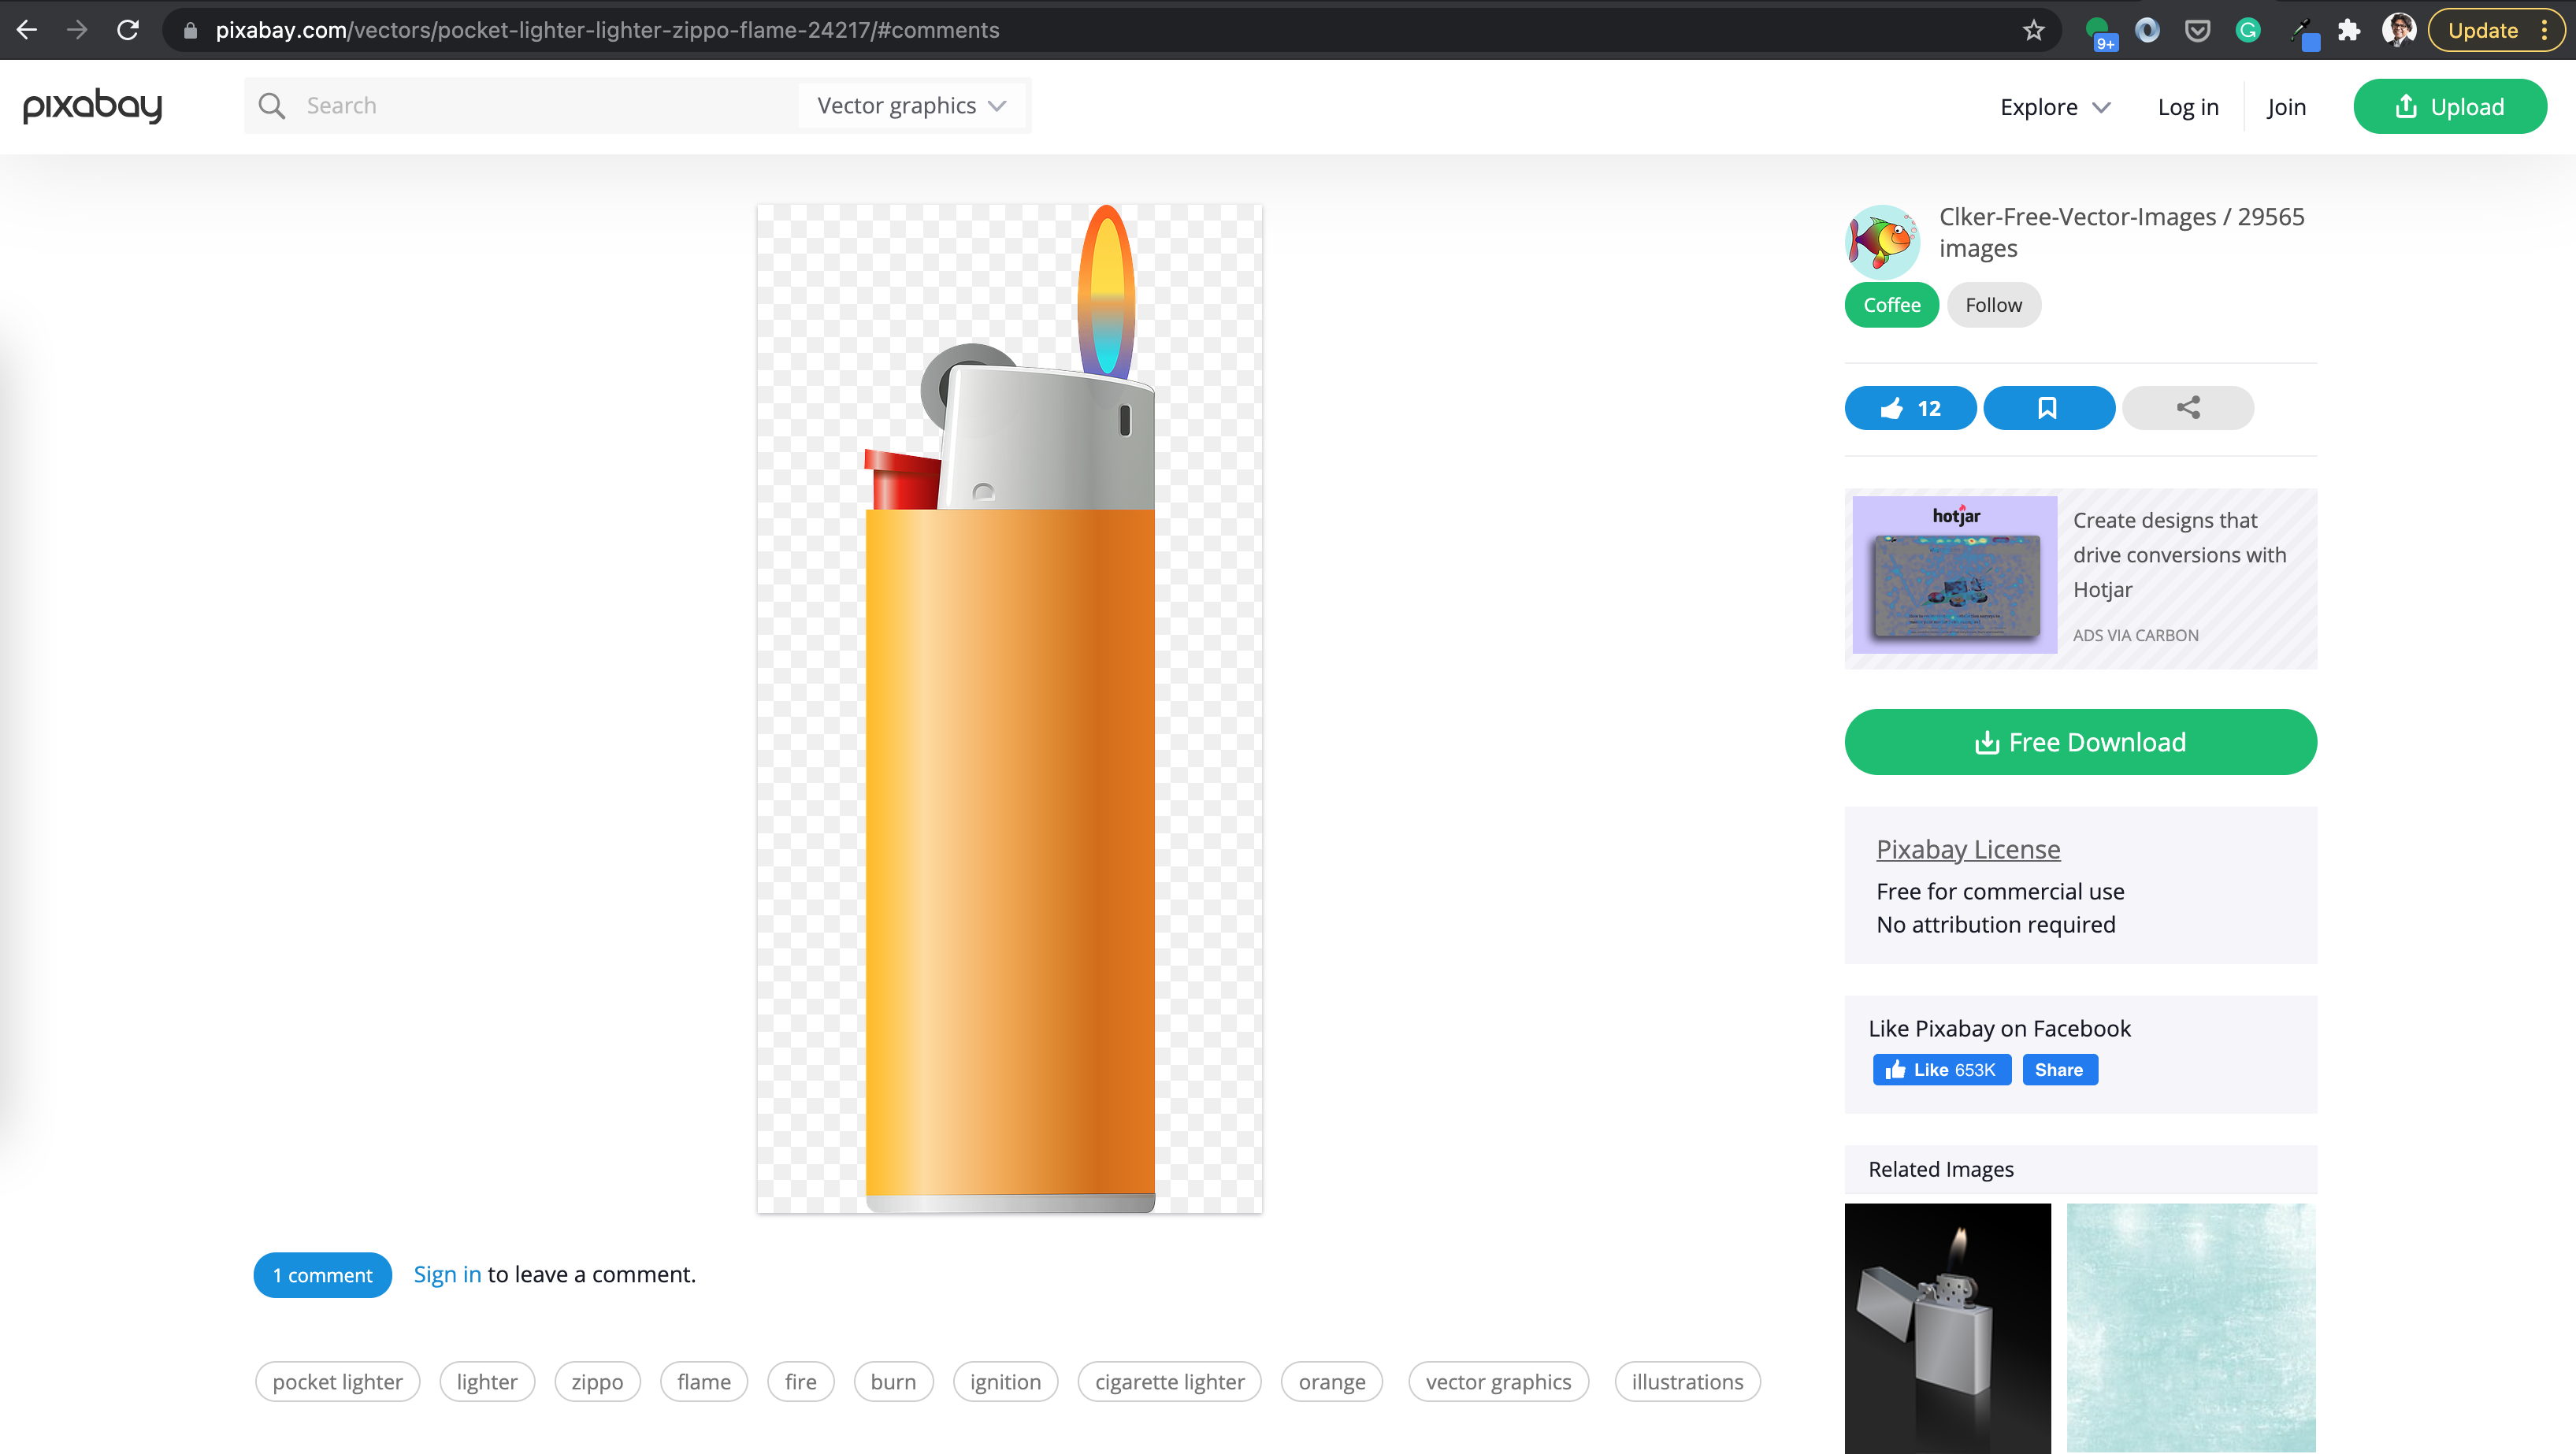 pixabay.com/vectors/pocket-lighter-lighter-zippo-flame-24217/#comments
9+
Update
pixabay
Search
Vector graphics
Explore
Log in
Join
Upload
Clker-Free-Vector-Images / 29565
images
Coffee
Follow
12
hotjar
Create designs that
drive conversions with
Hotjar
ADS VIA CARBON
Free Download
Pixabay License
Free for commercial use
No attribution required
Like Pixabay on Facebook
Like 653K
Share
Related Images
1 comment
Sign in to leave a comment.
pocket lighter
lighter
zippo
flame
fire
burn
ignition
cigarette lighter
orange
vector graphics
illustrations